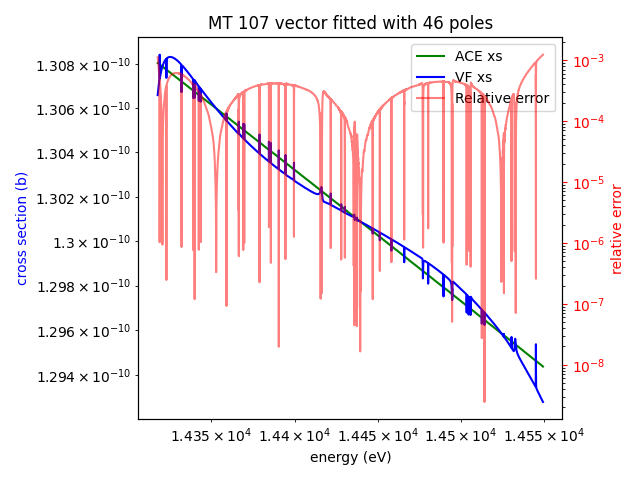 MT 107 vector fitted with 46 poles
ACE xs
VF xs
Relative error
cross section (b)
1.308 × 10⁻¹⁰
1.306 × 10⁻¹⁰
1.304 × 10⁻¹⁰
1.302 × 10⁻¹⁰
1.3 × 10⁻¹⁰
1.298 × 10⁻¹⁰
1.296 × 10⁻¹⁰
1.294 × 10⁻¹⁰
10⁻³
10⁻⁴
10⁻⁵
10⁻⁶
10⁻⁷
10⁻⁸
relative error
1.435 × 10⁴ 1.44 × 10⁴ 1.445 × 10⁴ 1.45 × 10⁴ 1.455 × 10⁴
energy (eV)